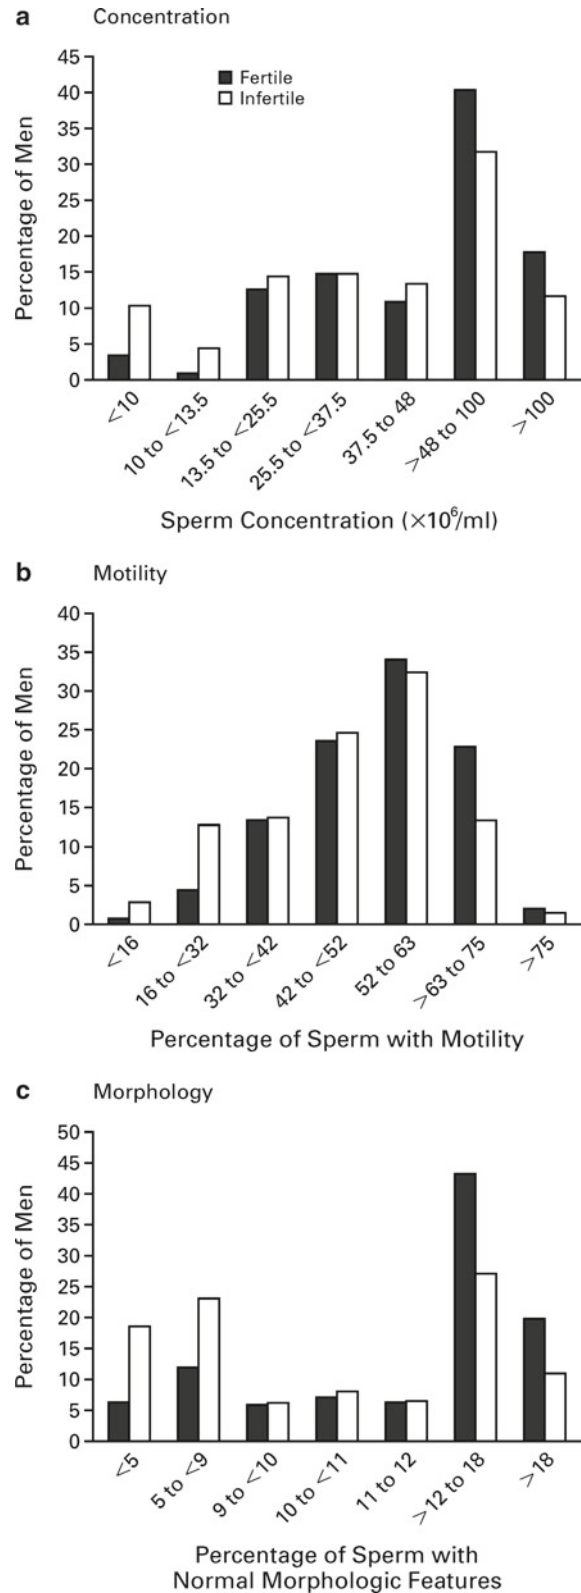 a Concentration
Fertile
Infertile
Percentage of Men
45
40
35
30
25
20
15
10
5
0
<10
10 to <13.5
13.5 to <25.5
25.5 to <37.5
37.5 to 48
>48 to 100
>100
Sperm Concentration (×10⁶/ml)
b Motility
Percentage of Men
40
35
30
25
20
15
10
5
0
<16
16 to <32
32 to <42
42 to <52
52 to 63
>63 to 75
>75
Percentage of Sperm with Motility
c Morphology
Percentage of Men
50
45
40
35
30
25
20
15
10
5
0
<5
5 to <9
9 to <10
10 to <11
11 to 12
>12 to 18
>18
Percentage of Sperm with
Normal Morphologic Features